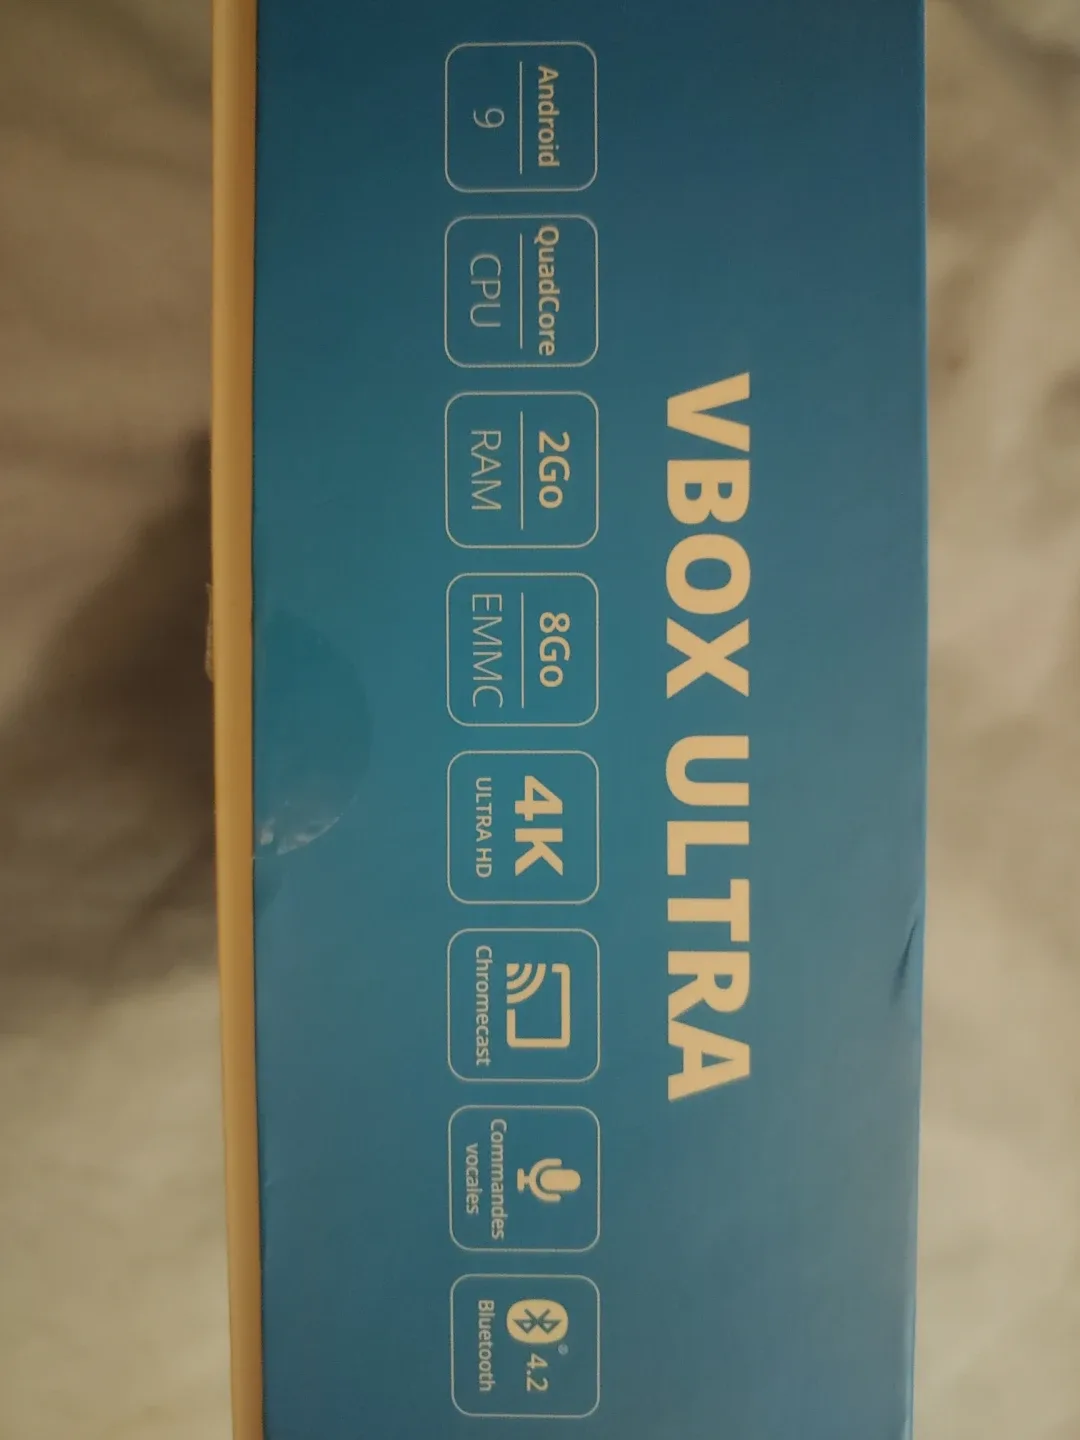 VBOX ULTRA
Android
9
QuadCore
CPU
2Go
RAM
8Go
EMMC
4K
ULTRA HD
Chromecast
Commandes
vocales
® 4.2
Bluetooth